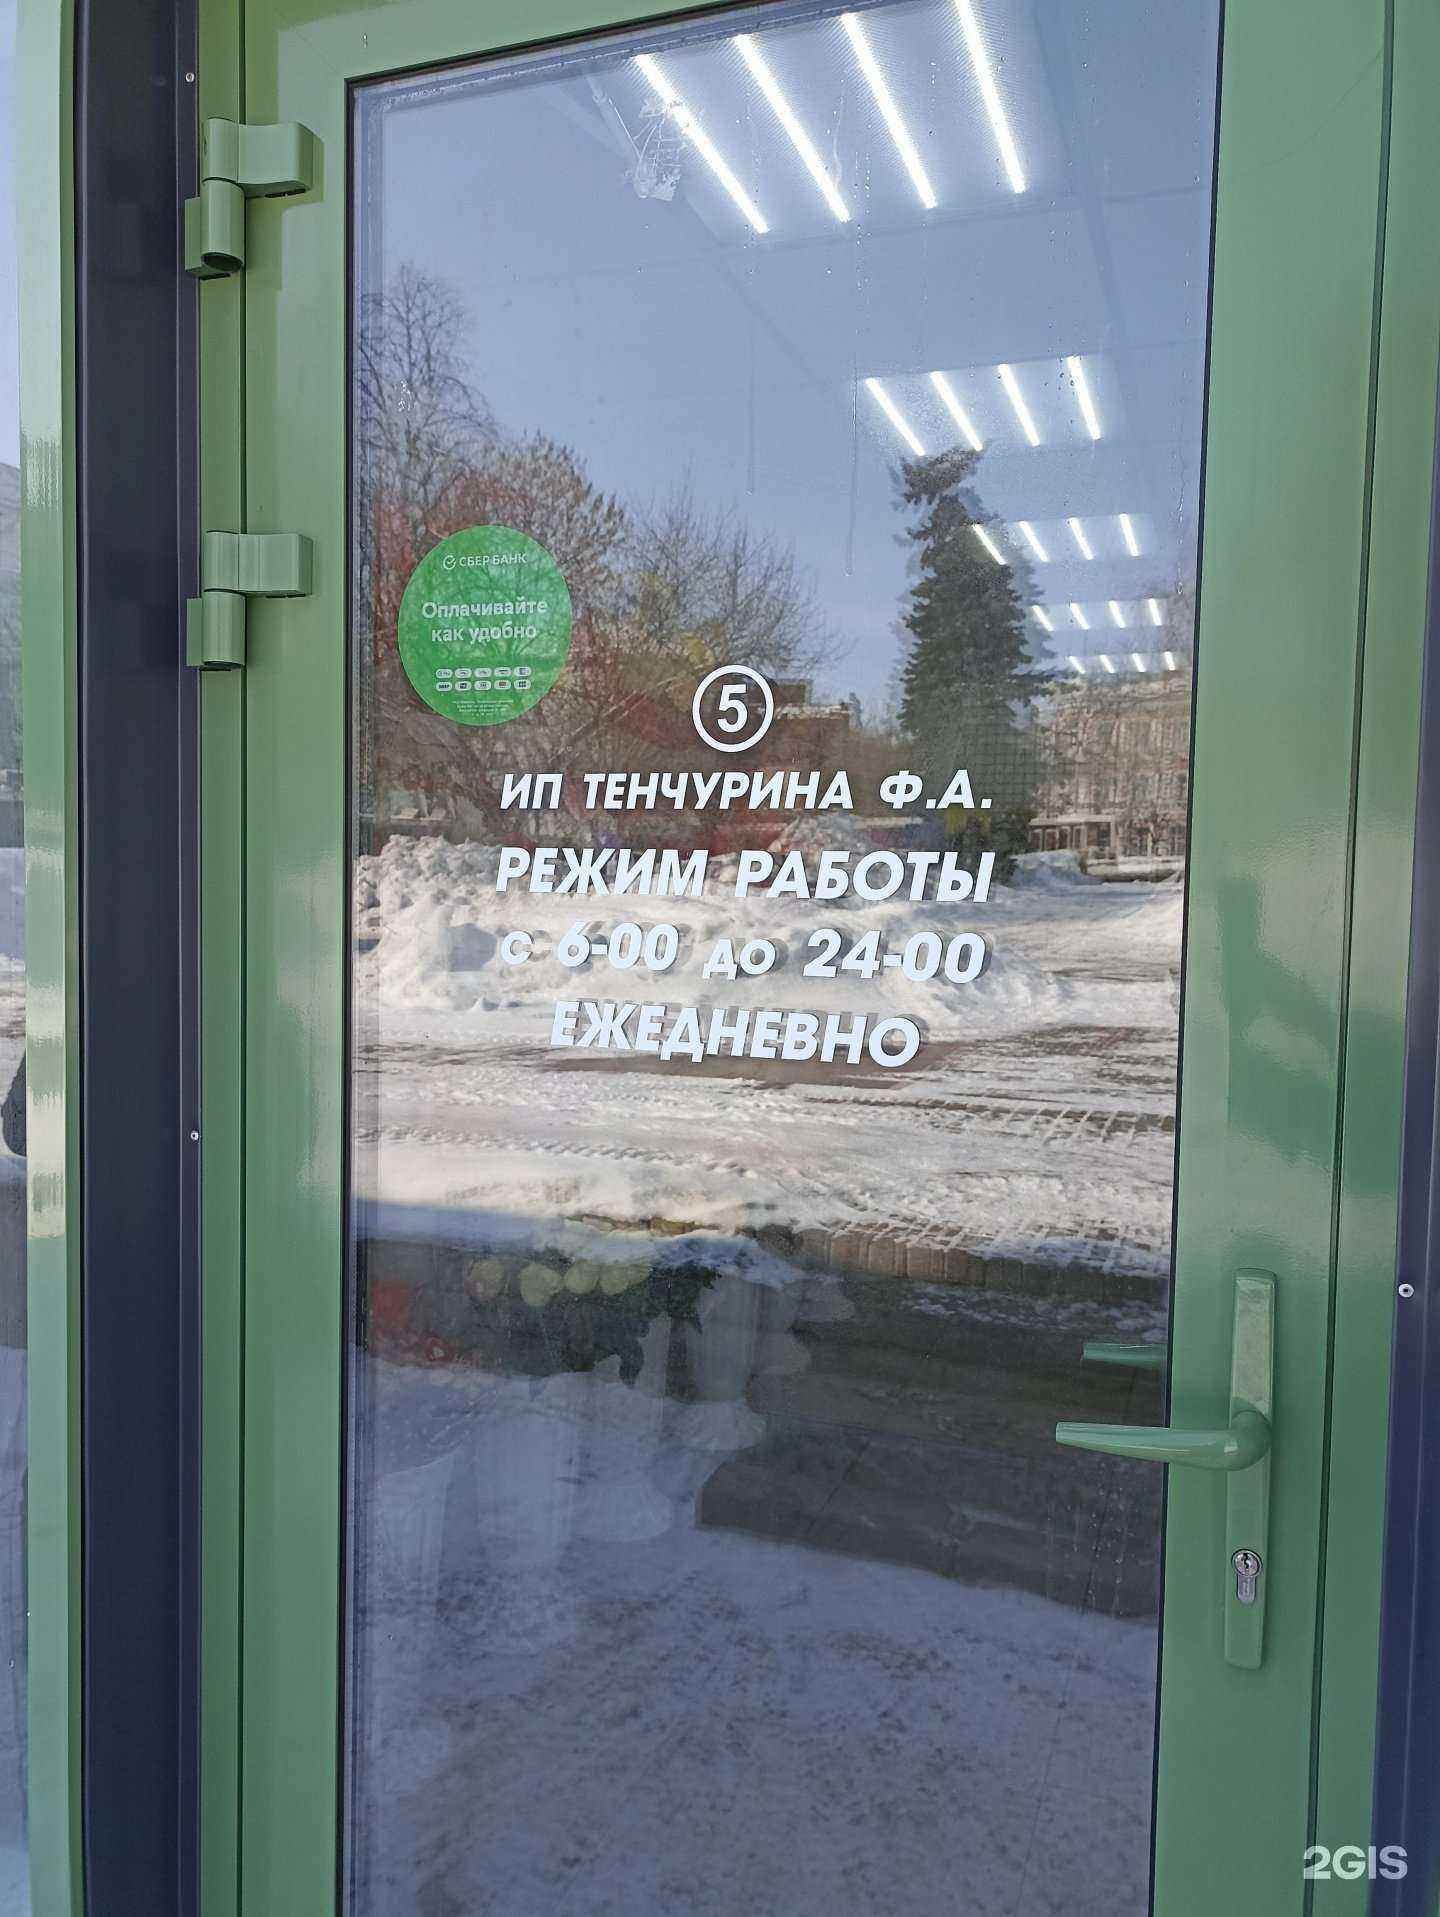 СБЕР БАНК
Оплачивайте
как удобно
5
ИП ТЕНЧУРИНА Ф.А.
РЕЖИМ РАБОТЫ
с 6-00 до 24-00
ЕЖЕДНЕВНО
2GIS